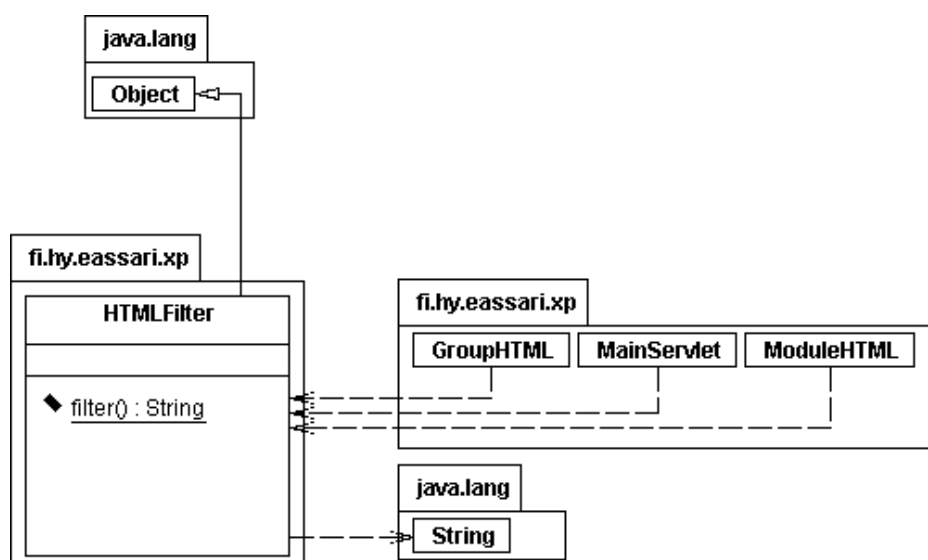 java.lang
Object
fi.hy.eassari.xp
HTMLFilter
filter() : String
fi.hy.eassari.xp
GroupHTML MainServlet ModuleHTML
java.lang
String